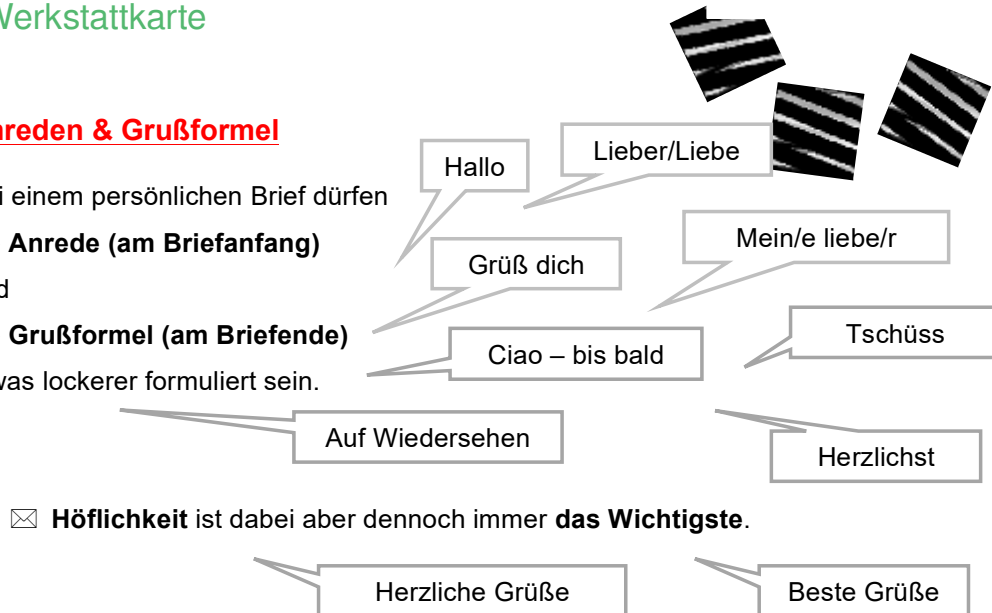 Werkstattkarte
nreden & Grußformel
Hallo
Lieber/Liebe
i einem persönlichen Brief dürfen
Anrede (am Briefanfang)
Mein/e liebe/r
Grüß dich
d
Grußformel (am Briefende)
Tschüss
Ciao – bis bald
was lockerer formuliert sein.
Auf Wiedersehen
Herzlichst
✉ Höflichkeit ist dabei aber dennoch immer das Wichtigste.
Herzliche Grüße
Beste Grüße